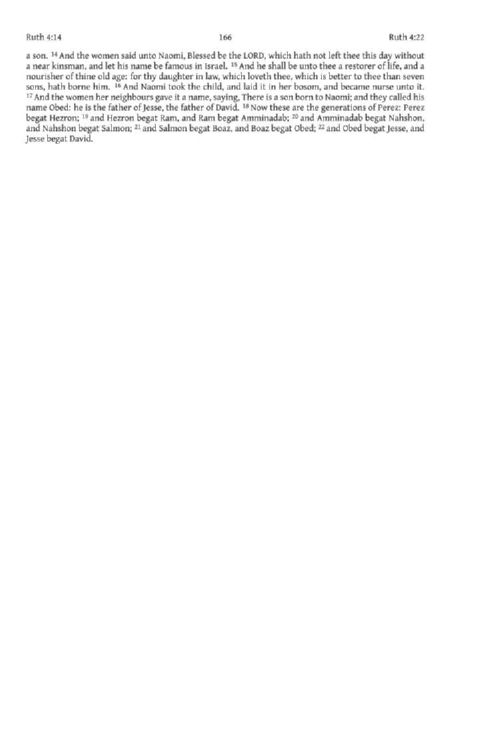 Ruth 4:14 166 Ruth 4:22
a son. 14 And the women said unto Naomi, Blessed be the LORD, which hath not left thee this day without
a near kinsman, and let his name be famous in Israel. 15 And he shall be unto thee a restorer of life, and a
nourisher of thine old age: for thy daughter in law, which loveth thee, which is better to thee than seven
sons, hath borne him. 16 And Naomi took the child, and laid it in her bosom, and became nurse unto it.
17 And the women her neighbours gave it a name, saying, There is a son born to Naomi; and they called his
name Obed: he is the father of Jesse, the father of David. 18 Now these are the generations of Perez: Perez
begat Hezron; 19 and Hezron begat Ram, and Ram begat Amminadab; 20 and Amminadab begat Nahshon,
and Nahshon begat Salmon; 21 and Salmon begat Boaz, and Boaz begat Obed; 22 and Obed begat Jesse, and
Jesse begat David.